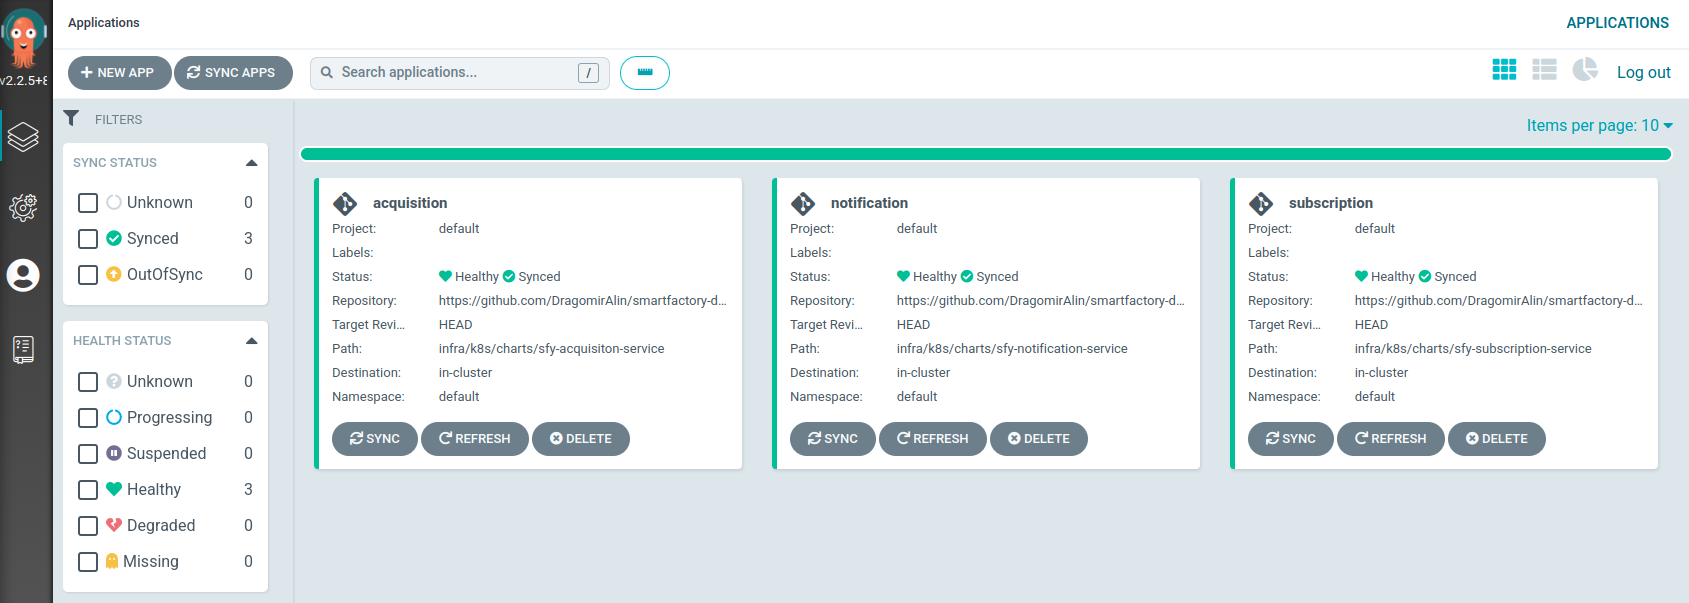 Applications
APPLICATIONS
v2.2.5+8
NEW APP
SYNC APPS
Search applications...
/
Log out
FILTERS
Items per page: 10
SYNC STATUS
Unknown 0
Synced 3
OutOfSync 0
HEALTH STATUS
Unknown 0
Progressing 0
Suspended 0
Healthy 3
Degraded 0
Missing 0
acquisition
Project: default
Labels:
Status: Healthy Synced
Repository: https://github.com/DragomirAlin/smartfactory-d...
Target Revi... HEAD
Path: infra/k8s/charts/sfy-acquisiton-service
Destination: in-cluster
Namespace: default
SYNC REFRESH DELETE
notification
Project: default
Labels:
Status: Healthy Synced
Repository: https://github.com/DragomirAlin/smartfactory-d...
Target Revi... HEAD
Path: infra/k8s/charts/sfy-notification-service
Destination: in-cluster
Namespace: default
SYNC REFRESH DELETE
subscription
Project: default
Labels:
Status: Healthy Synced
Repository: https://github.com/DragomirAlin/smartfactory-d...
Target Revi... HEAD
Path: infra/k8s/charts/sfy-subscription-service
Destination: in-cluster
Namespace: default
SYNC REFRESH DELETE